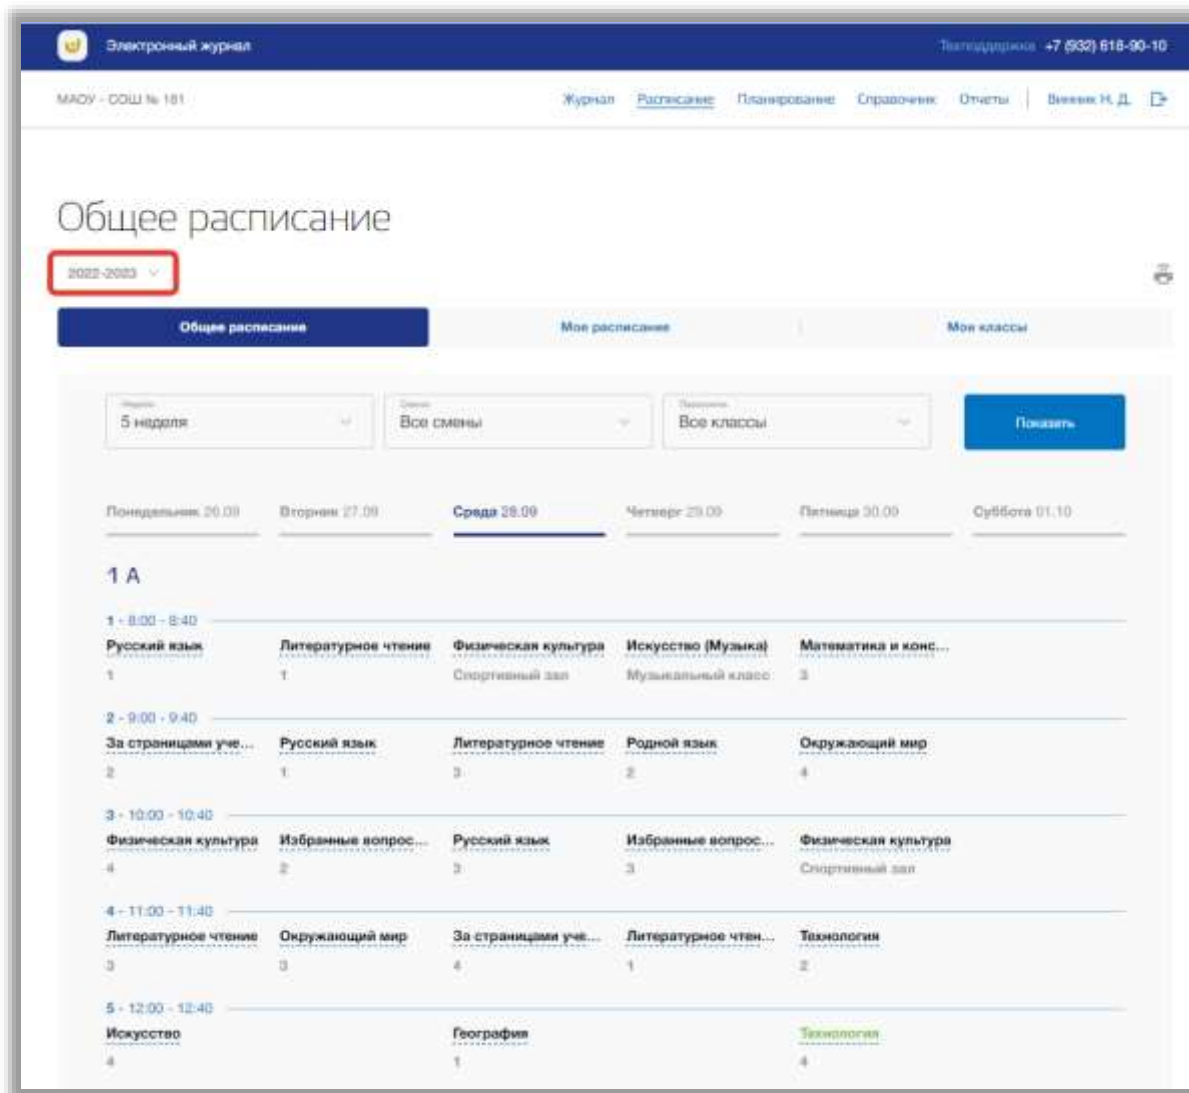 Электронный журнал
Техподдержка +7 (932) 618-90-10
МАОУ - СОШ № 181
Журнал Расписание Планирование Справочник Отчеты Винник Н. Д.
Общее расписание
2022-2023
Общее расписание Мое расписание Мои классы
Неделя Смена
5 неделя Все смены Все классы Показать
Понедельник 26.09 Вторник 27.09 Среда 28.09 Четверг 29.09 Пятница 30.09 Суббота 01.10
1 А
1 - 8:00 - 8:40
Русский язык Литературное чтение Физическая культура Искусство (Музыка) Математика и конс...
1 1 Спортивный зал Музыкальный класс 3
2 - 9:00 - 9:40
За страницами уче... Русский язык Литературное чтение Родной язык Окружающий мир
2 1 3 2 4
3 - 10:00 - 10:40
Физическая культура Избранные вопрос... Русский язык Избранные вопрос... Физическая культура
4 2 3 3 Спортивный зал
4 - 11:00 - 11:40
Литературное чтение Окружающий мир За страницами уче... Литературное чтен... Технология
3 3 4 1 2
5 - 12:00 - 12:40
Искусство География Технология
4 1 4